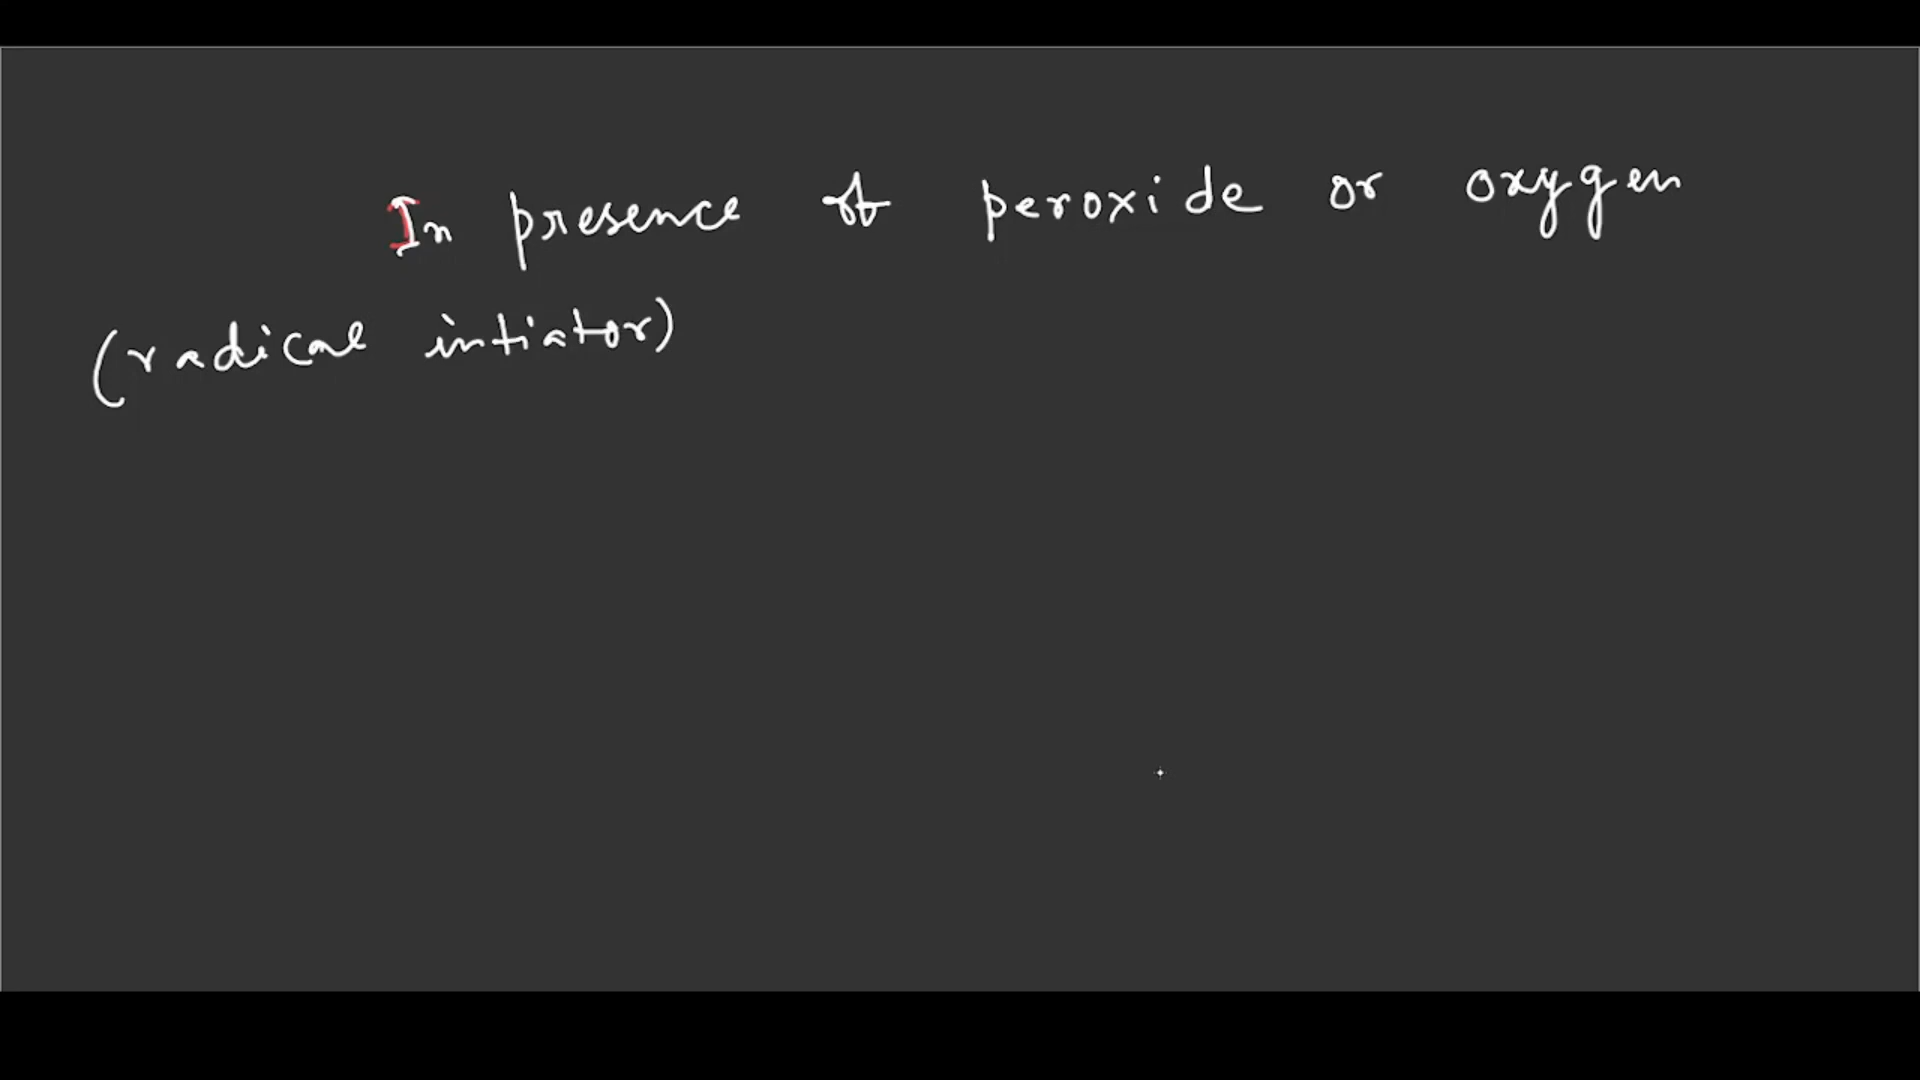 In presence of peroxide or oxygen
(radical intiator)